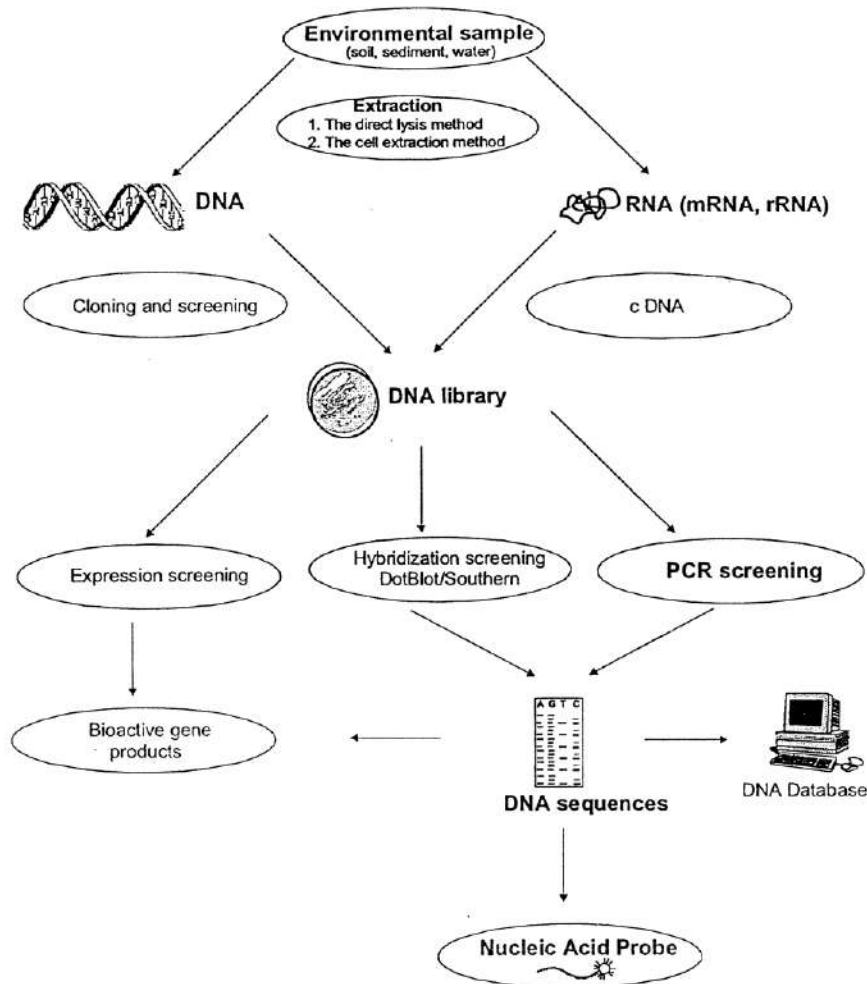 Environmental sample
(soil, sediment, water)
Extraction
1. The direct lysis method
2. The cell extraction method
DNA
RNA (mRNA, rRNA)
Cloning and screening
c DNA
DNA library
Expression screening
Hybridization screening
DotBlot/Southern
PCR screening
Bioactive gene
products
A G T C
DNA sequences
DNA Database
Nucleic Acid Probe